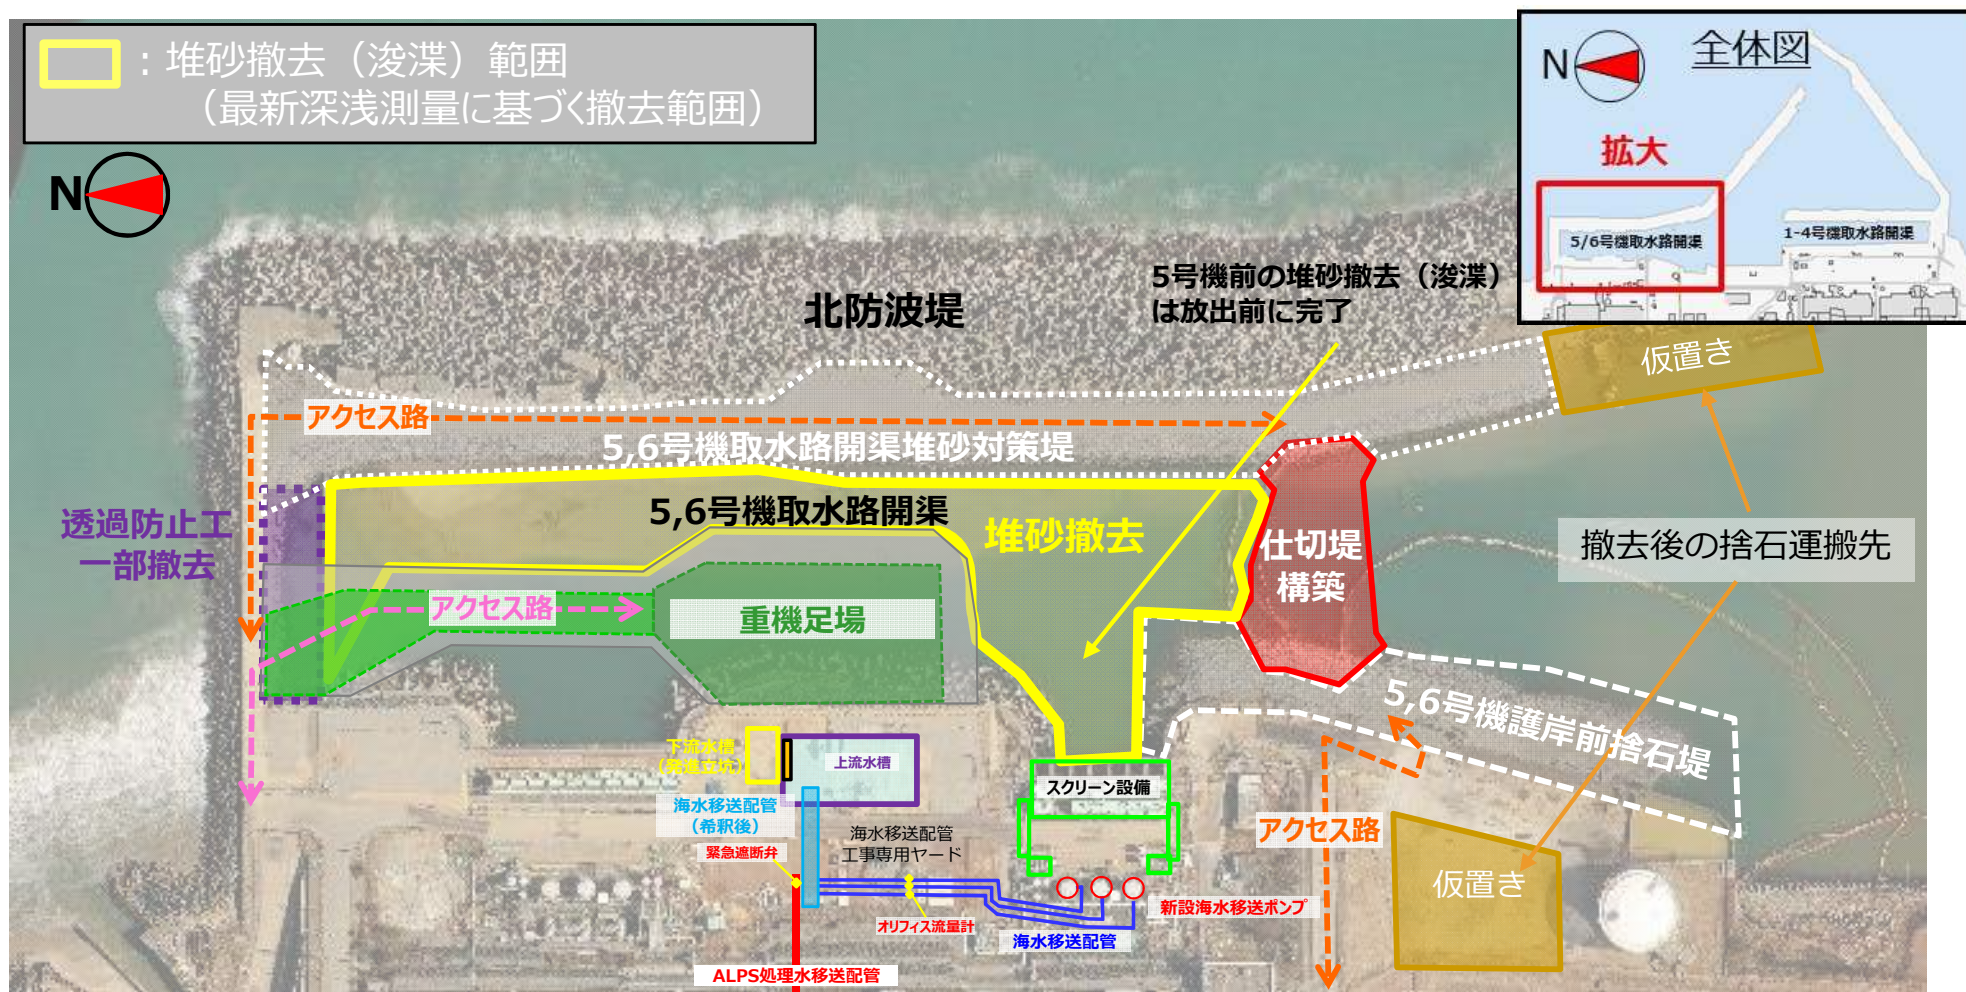 ：堆砂撤去（浚渫）範囲
（最新深浅測量に基づく撤去範囲）
N
N
全体図
拡大
5/6号機取水路開渠
1-4号機取水路開渠
5号機前の堆砂撤去（浚渫）
は放出前に完了
北防波堤
仮置き
アクセス路
5,6号機取水路開渠堆砂対策堤
透過防止工
一部撤去
5,6号機取水路開渠
堆砂撤去
仕切堤
構築
撤去後の捨石運搬先
アクセス路
重機足場
5,6号機護岸前捨石堤
下流水槽
（発進立坑）
上流水槽
スクリーン設備
海水移送配管
（希釈後）
緊急遮断弁
海水移送配管
工事専用ヤード
アクセス路
仮置き
オリフィス流量計
新設海水移送ポンプ
海水移送配管
ALPS処理水移送配管